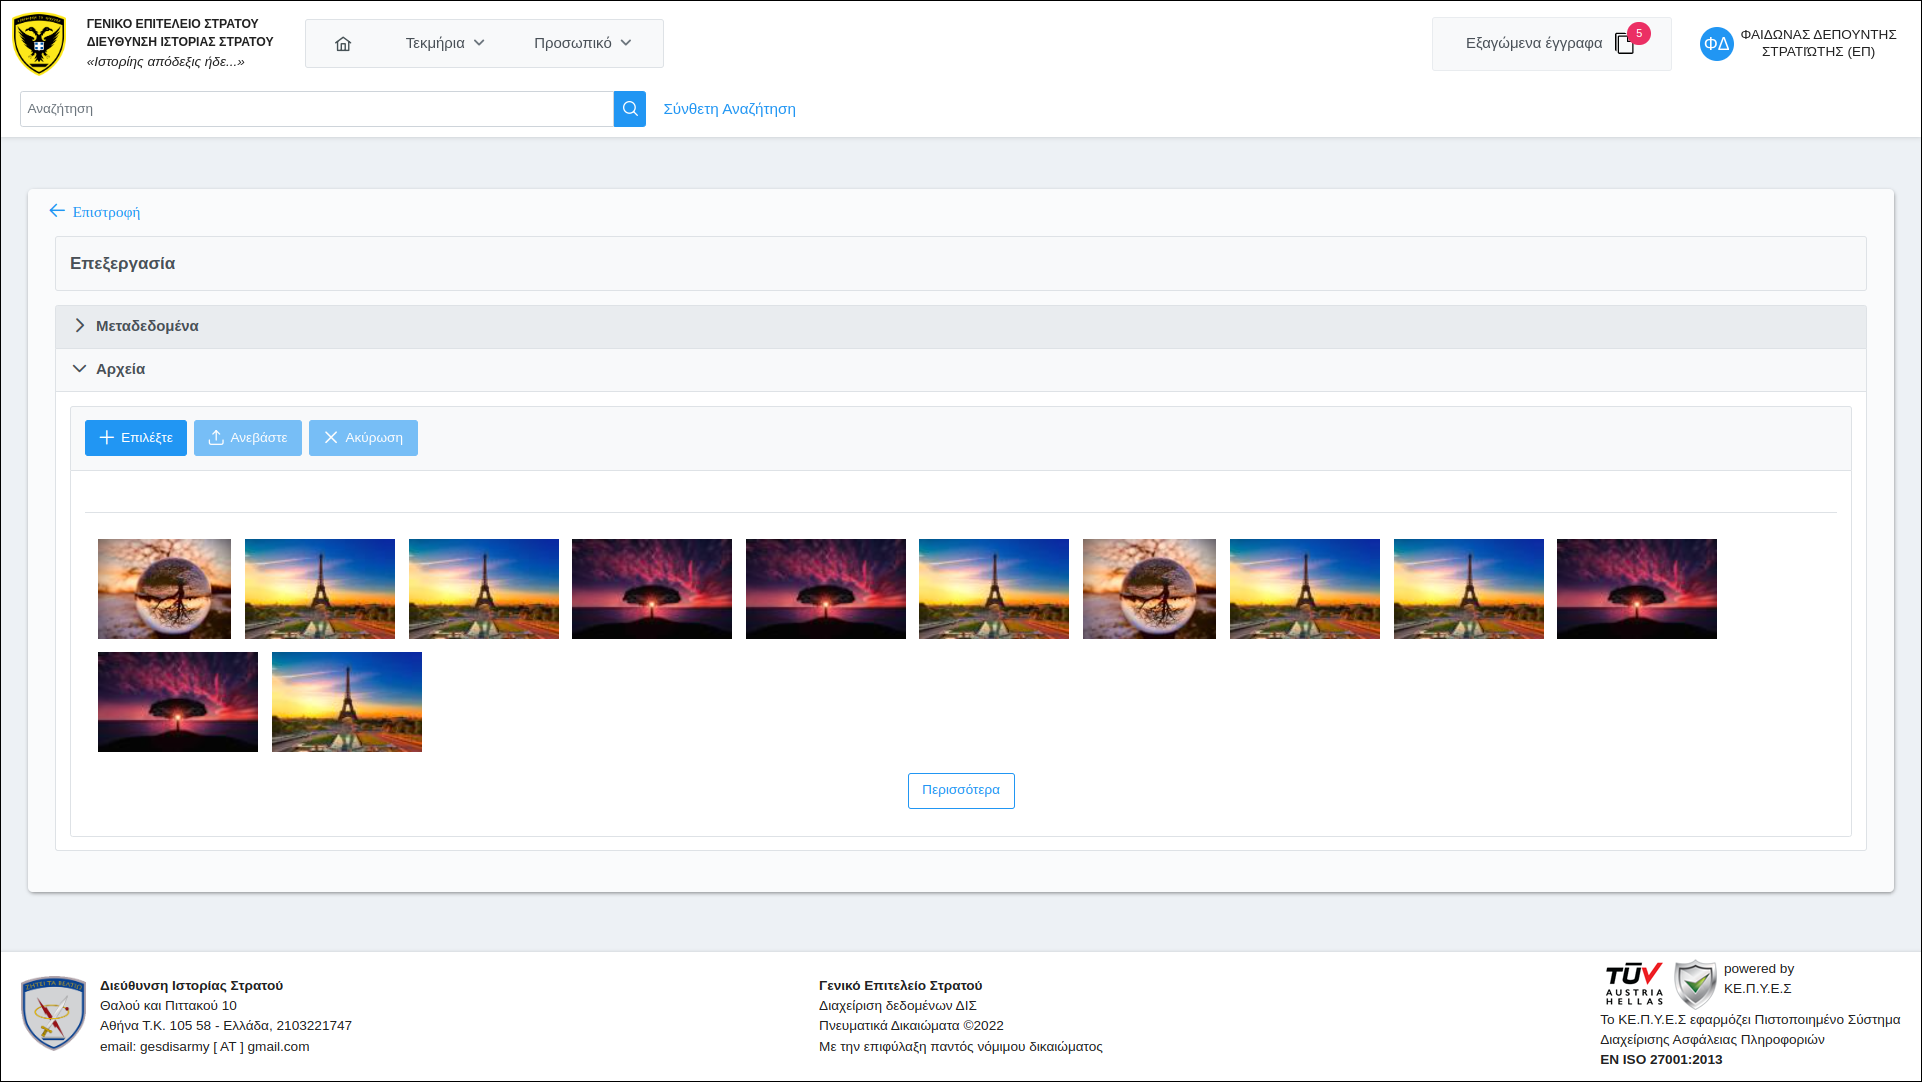 ΓΕΝΙΚΟ ΕΠΙΤΕΛΕΙΟ ΣΤΡΑΤΟΥ
ΔΙΕΥΘΥΝΣΗ ΙΣΤΟΡΙΑΣ ΣΤΡΑΤΟΥ
«Ιστορίης απόδεξις ήδε...»
Τεκμήρια
Προσωπικό
Εξαγώμενα έγγραφα
5
ΦΔ
ΦΑΙΔΩΝΑΣ ΔΕΠΟΥΝΤΗΣ
ΣΤΡΑΤΙΏΤΗΣ (ΕΠ)
Αναζήτηση
Σύνθετη Αναζήτηση
Επιστροφή
Επεξεργασία
Μεταδεδομένα
Αρχεία
Επιλέξτε
Ανεβάστε
Ακύρωση
Περισσότερα
ΖΗΤΕΙ ΤΑ ΒΕΛΤΙΩ
Διεύθυνση Ιστορίας Στρατού
Θαλού και Πιττακού 10
Αθήνα Τ.Κ. 105 58 - Ελλάδα, 2103221747
email: gesdisarmy [ AT ] gmail.com
Γενικό Επιτελείο Στρατού
Διαχείριση δεδομένων ΔΙΣ
Πνευματικά Δικαιώματα ©2022
Με την επιφύλαξη παντός νόμιμου δικαιώματος
TÜV
AUSTRIA
HELLAS
powered by
ΚΕ.Π.Υ.Ε.Σ
Το ΚΕ.Π.Υ.Ε.Σ εφαρμόζει Πιστοποιημένο Σύστημα
Διαχείρισης Ασφάλειας Πληροφοριών
EN ISO 27001:2013